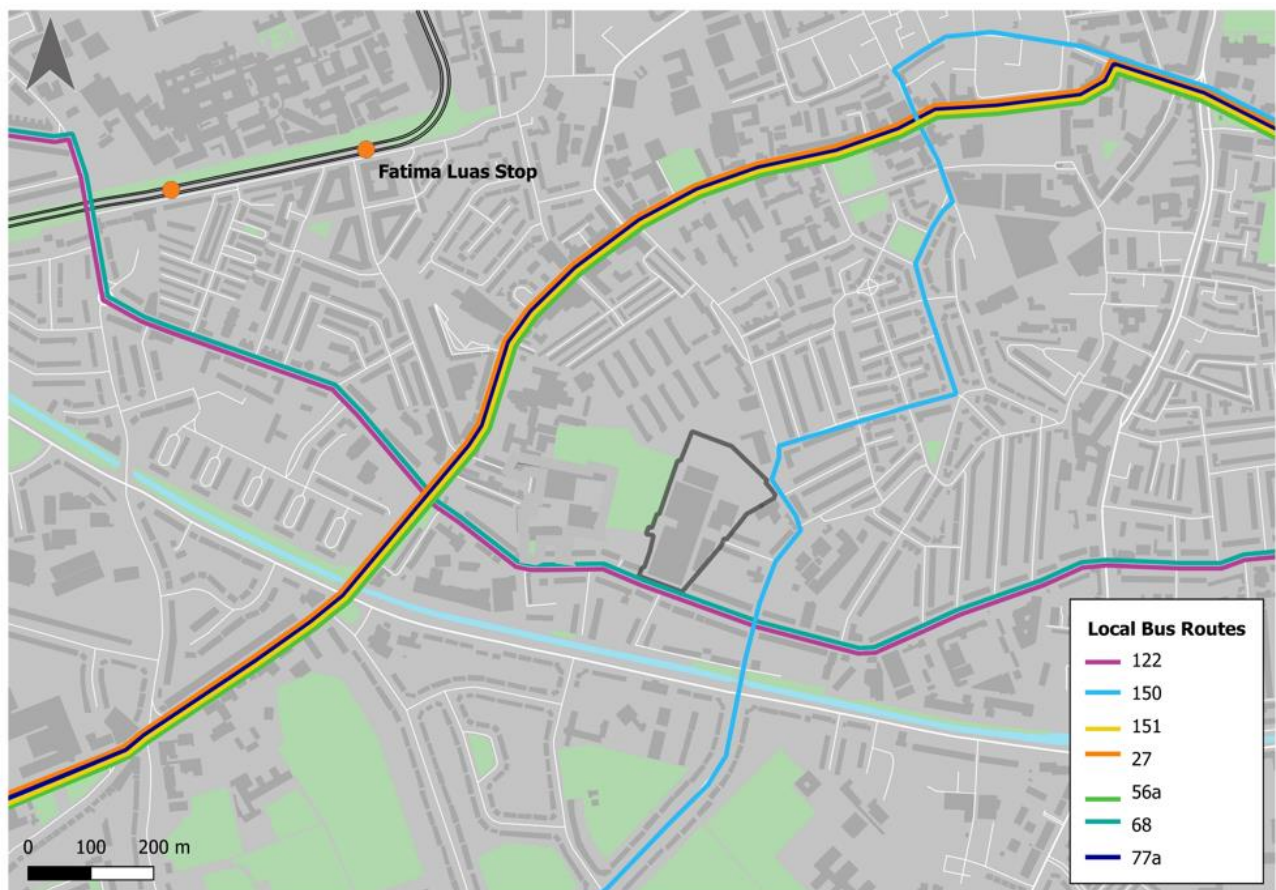 Fatima Luas Stop
Local Bus Routes
122
150
151
27
56a
68
77a
0 100 200 m